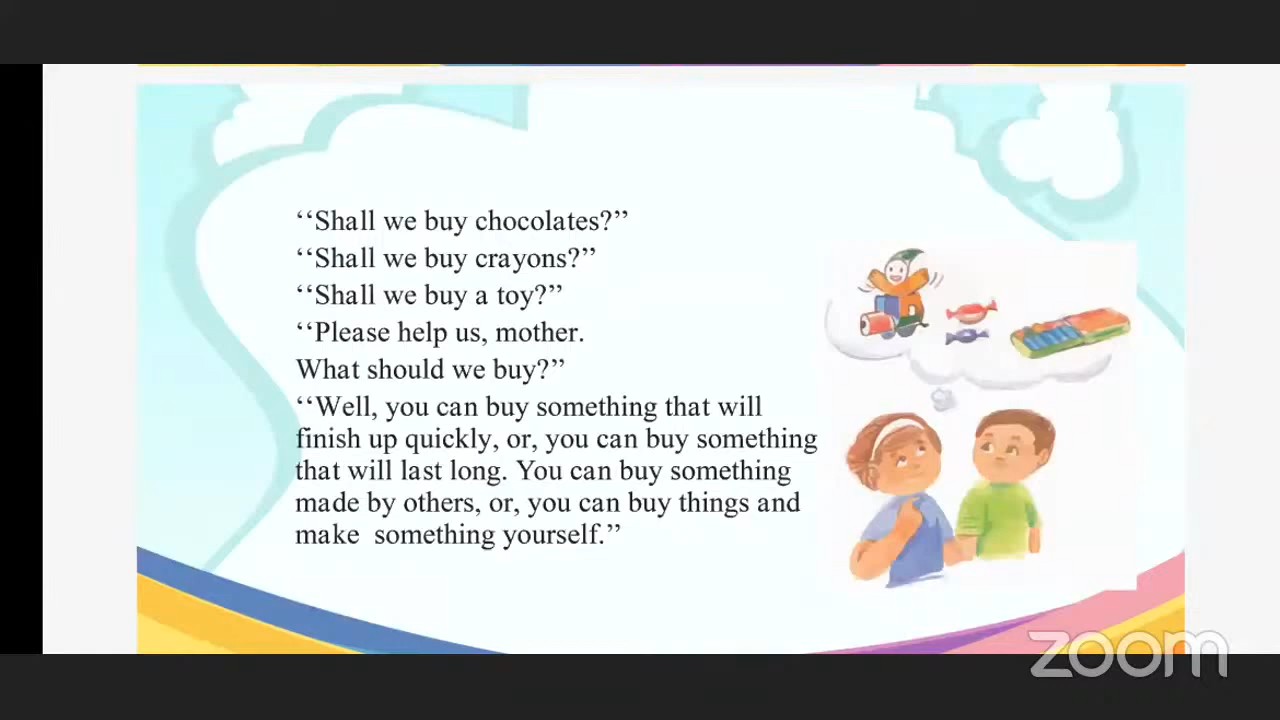 ‘‘Shall we buy chocolates?’’
‘‘Shall we buy crayons?’’
‘‘Shall we buy a toy?’’
‘‘Please help us, mother.
What should we buy?’’
‘‘Well, you can buy something that will
finish up quickly, or, you can buy something
that will last long. You can buy something
made by others, or, you can buy things and
make  something yourself.’’
zoom